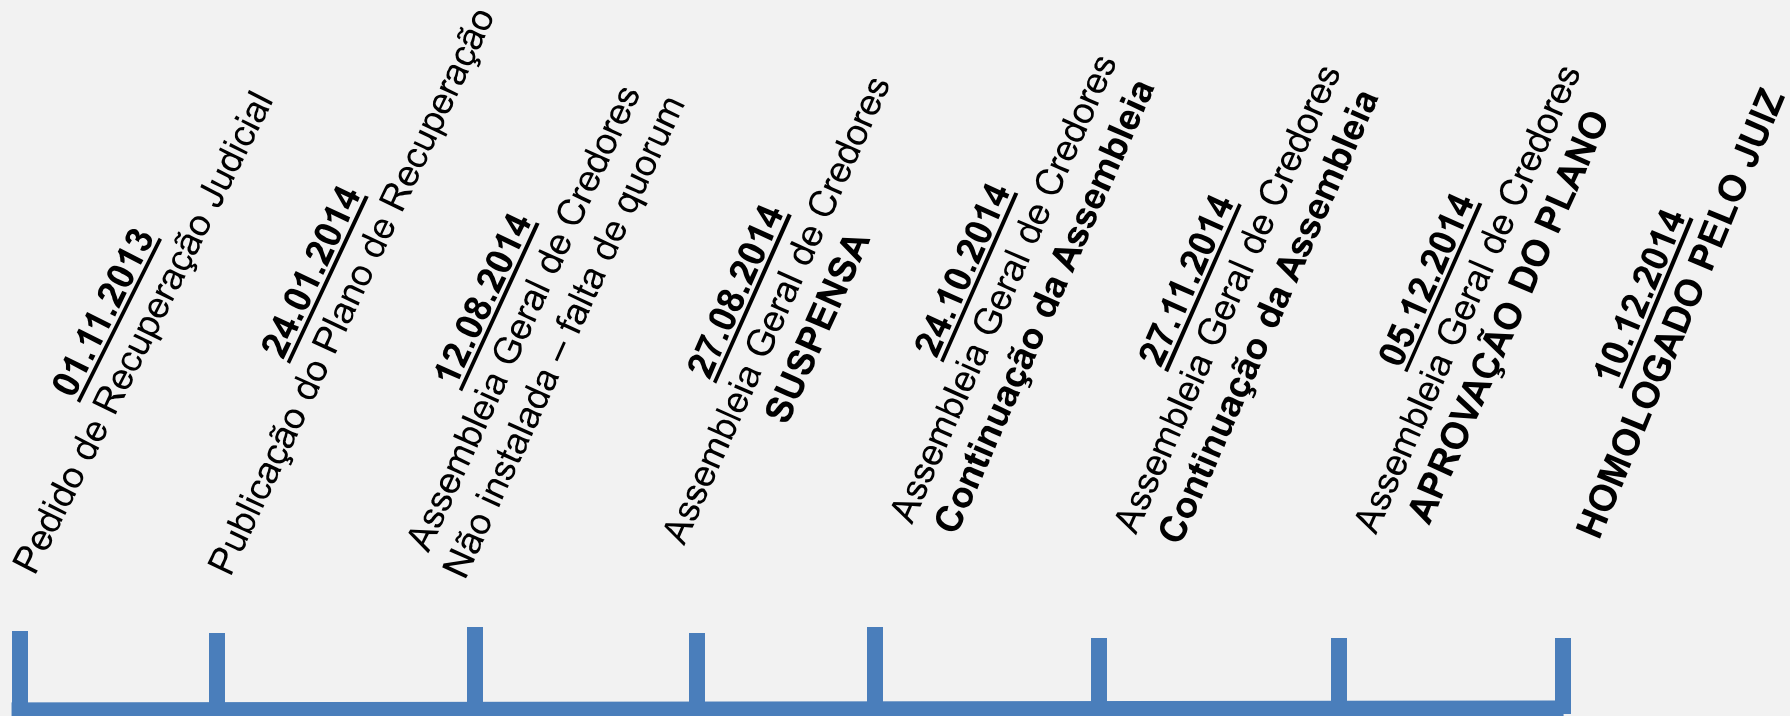 01.11.2013
Pedido de Recuperação Judicial
24.01.2014
Publicação do Plano de Recuperação
12.08.2014
Assembleia Geral de Credores
Não instalada – falta de quorum
27.08.2014
Assembleia Geral de Credores
SUSPENSA
24.10.2014
Assembleia Geral de Credores
Continuação da Assembleia
27.11.2014
Assembleia Geral de Credores
Continuação da Assembleia
05.12.2014
Assembleia Geral de Credores
APROVAÇÃO DO PLANO
10.12.2014
HOMOLOGADO PELO JUIZ